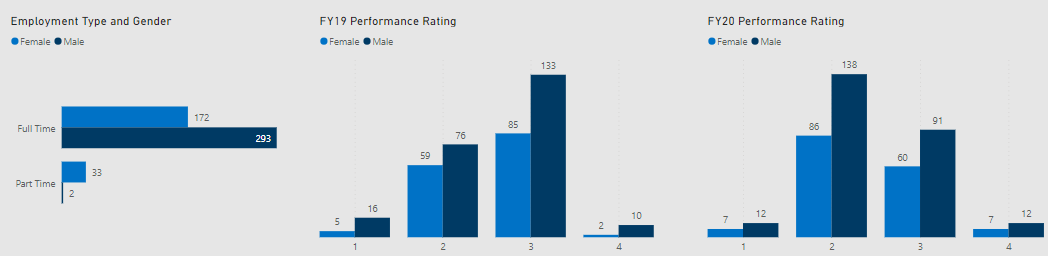 Employment Type and Gender
Female Male
Full Time
172
293
Part Time
33
2
FY19 Performance Rating
Female Male
5
16
59
76
85
133
2
10
1 2 3 4
FY20 Performance Rating
Female Male
7
12
86
138
60
91
7
12
1 2 3 4